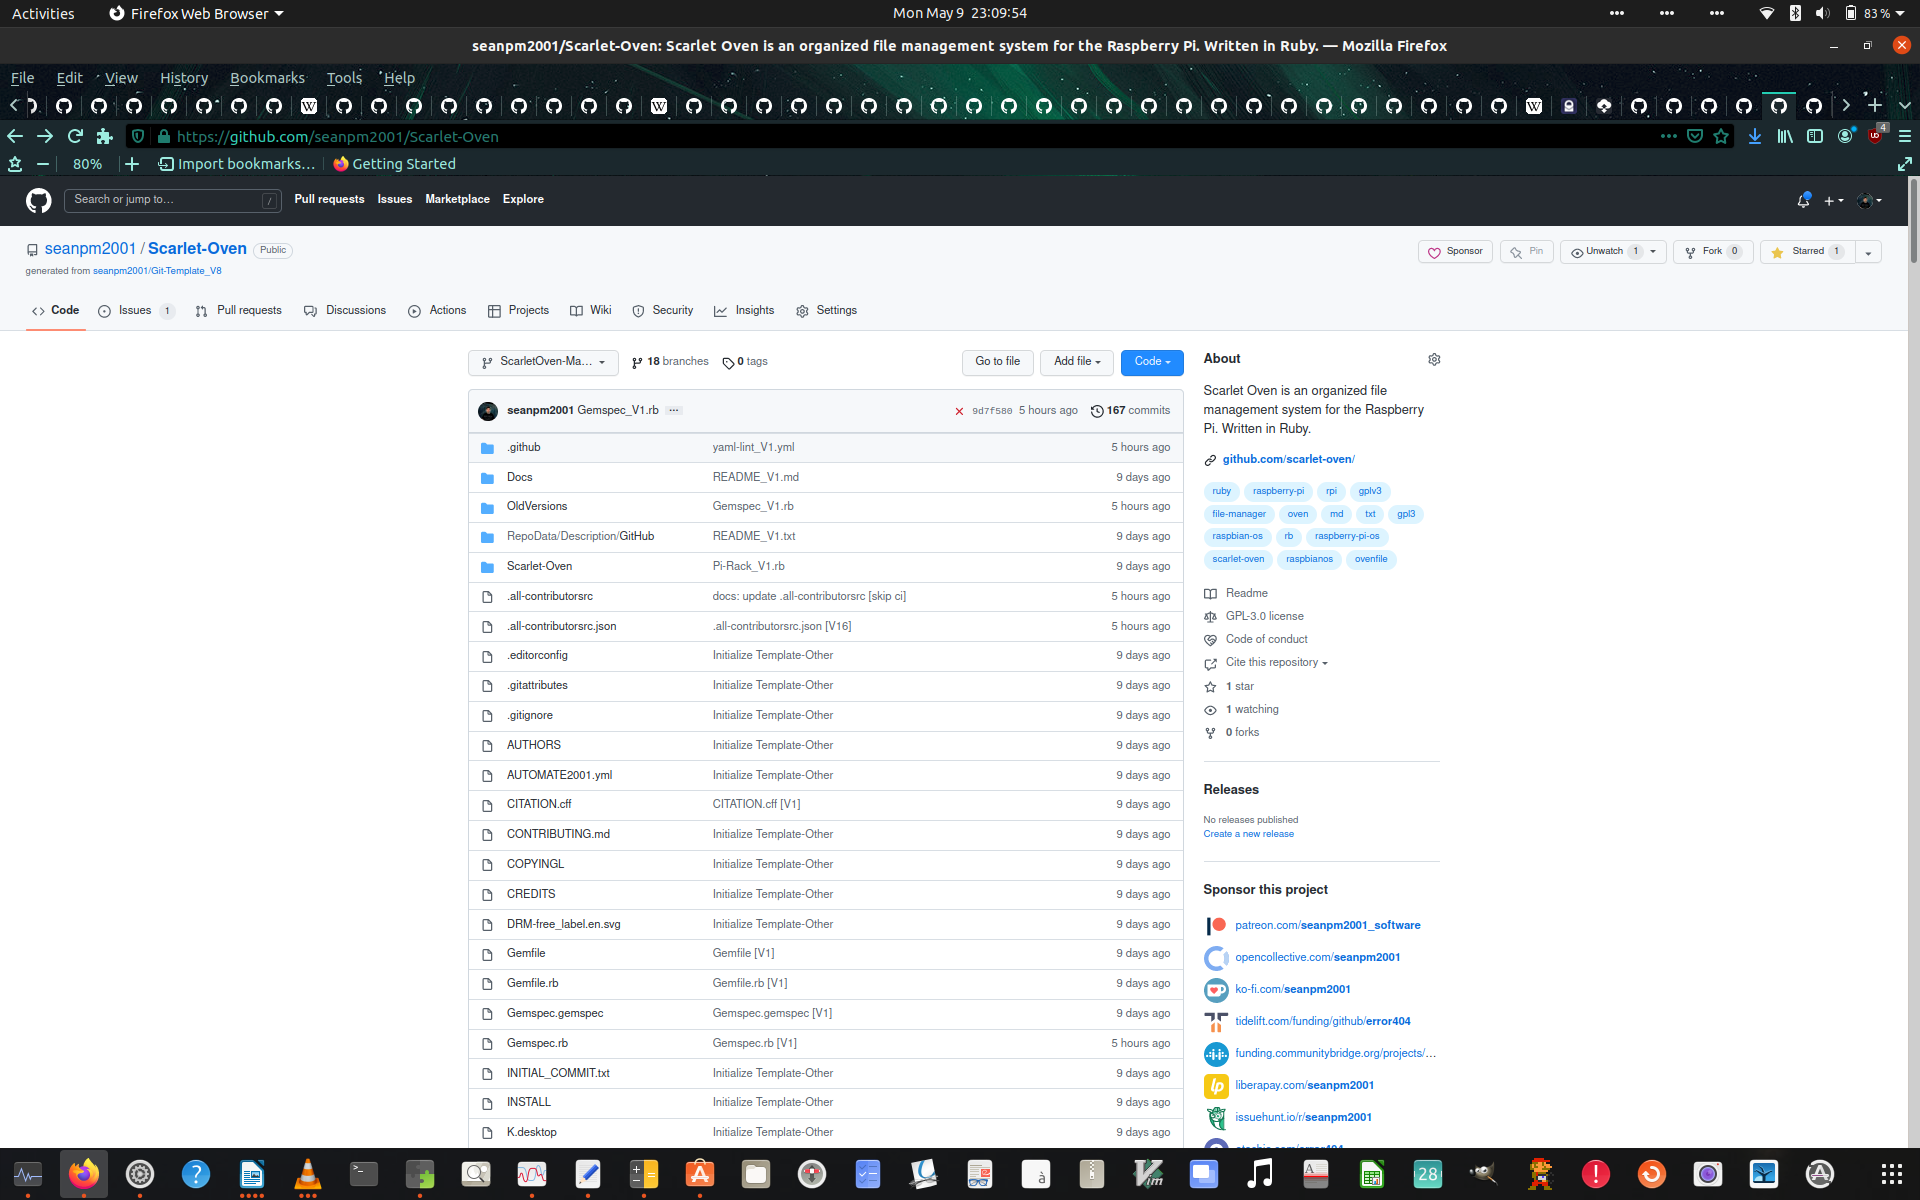 Activities Firefox Web Browser Mon May 9 23:09:54 83 %
seanpm2001/Scarlet-Oven: Scarlet Oven is an organized file management system for the Raspberry Pi. Written in Ruby. — Mozilla Firefox
File Edit View History Bookmarks Tools Help
https://github.com/seanpm2001/Scarlet-Oven 4
80% Import bookmarks... Getting Started
Search or jump to... / Pull requests Issues Marketplace Explore
seanpm2001 / Scarlet-Oven Public Sponsor Pin Unwatch 1 Fork 0 Starred 1
generated from seanpm2001/Git-Template_V8
Code Issues 1 Pull requests Discussions Actions Projects Wiki Security Insights Settings
ScarletOven-Ma... 18 branches 0 tags Go to file Add file Code
seanpm2001 Gemspec_V1.rb ... 9d7f580 5 hours ago 167 commits
.github yaml-lint_V1.yml 5 hours ago
Docs README_V1.md 9 days ago
OldVersions Gemspec_V1.rb 5 hours ago
RepoData/Description/GitHub README_V1.txt 9 days ago
Scarlet-Oven Pi-Rack_V1.rb 9 days ago
.all-contributorsrc docs: update .all-contributorsrc [skip ci] 5 hours ago
.all-contributorsrc.json .all-contributorsrc.json [V16] 5 hours ago
.editorconfig Initialize Template-Other 9 days ago
.gitattributes Initialize Template-Other 9 days ago
.gitignore Initialize Template-Other 9 days ago
AUTHORS Initialize Template-Other 9 days ago
AUTOMATE2001.yml Initialize Template-Other 9 days ago
CITATION.cff CITATION.cff [V1] 9 days ago
CONTRIBUTING.md Initialize Template-Other 9 days ago
COPYINGL Initialize Template-Other 9 days ago
CREDITS Initialize Template-Other 9 days ago
DRM-free_label.en.svg Initialize Template-Other 9 days ago
Gemfile Gemfile [V1] 9 days ago
Gemfile.rb Gemfile.rb [V1] 9 days ago
Gemspec.gemspec Gemspec.gemspec [V1] 9 days ago
Gemspec.rb Gemspec.rb [V1] 5 hours ago
INITIAL_COMMIT.txt Initialize Template-Other 9 days ago
INSTALL Initialize Template-Other 9 days ago
K.desktop Initialize Template-Other 9 days ago
About
Scarlet Oven is an organized file
management system for the Raspberry
Pi. Written in Ruby.
github.com/scarlet-oven/
ruby raspberry-pi rpi gplv3
file-manager oven md txt gpl3
raspbian-os rb raspberry-pi-os
scarlet-oven raspbianos ovenfile
Readme
GPL-3.0 license
Code of conduct
Cite this repository
1 star
1 watching
0 forks
Releases
No releases published
Create a new release
Sponsor this project
patreon.com/seanpm2001_software
opencollective.com/seanpm2001
ko-fi.com/seanpm2001
tidelift.com/funding/github/error404
funding.communitybridge.org/projects/...
liberapay.com/seanpm2001
issuehunt.io/r/seanpm2001
28